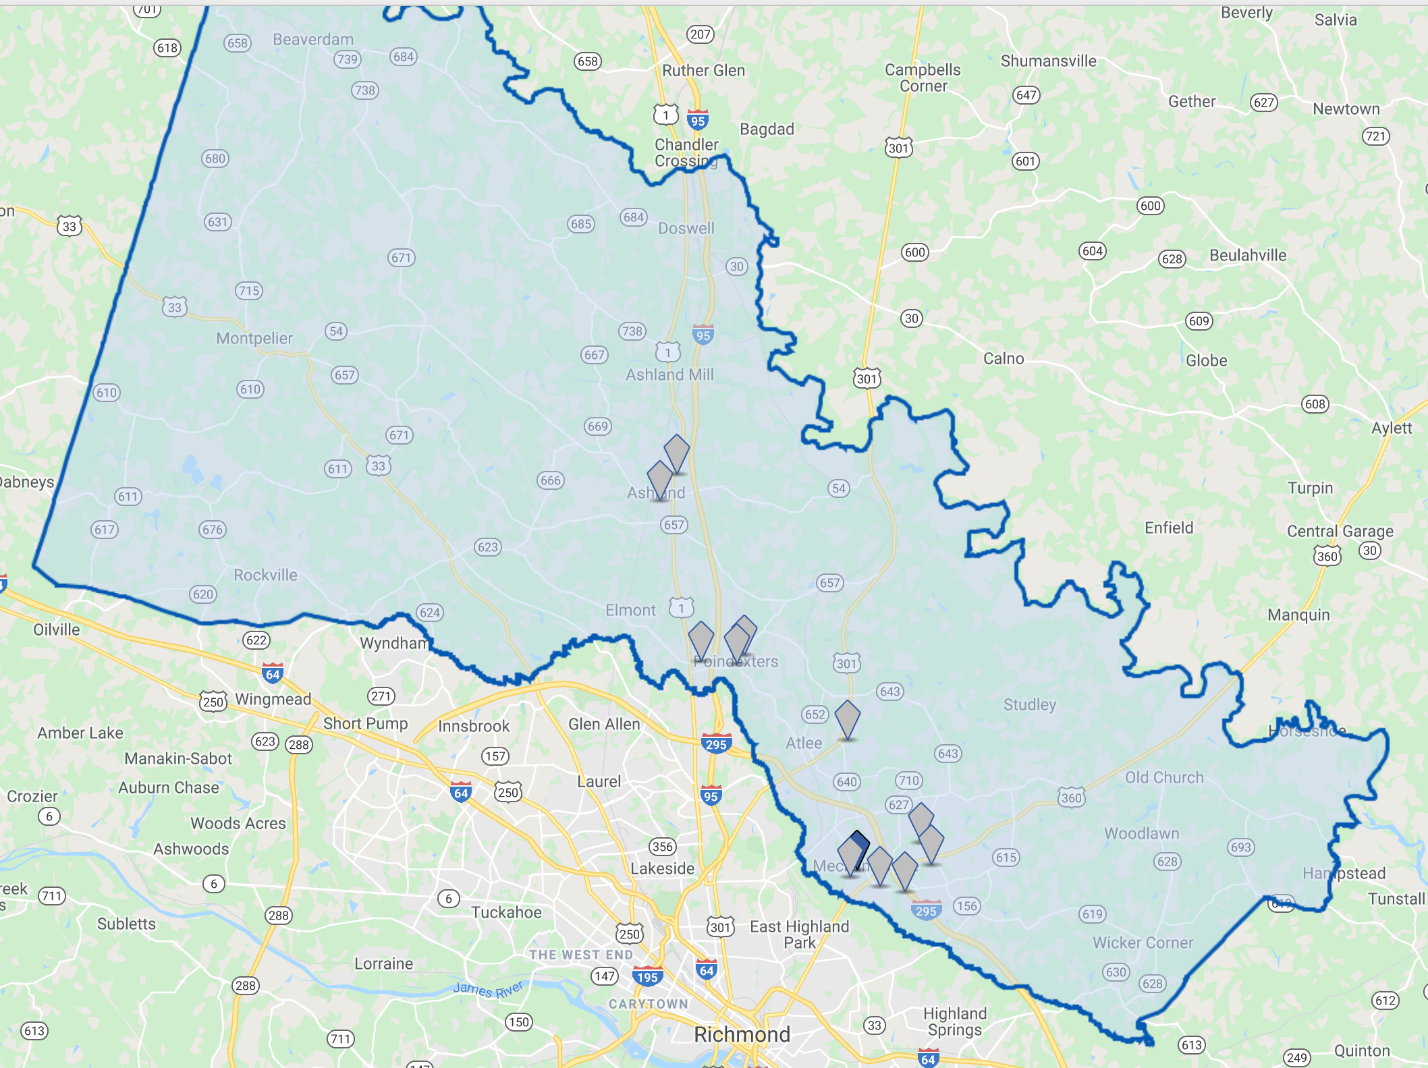 701
Beverly
Salvia
618
658
Beaverdam
739
684
207
658
Ruther Glen
Campbells
Corner
Shumansville
738
647
Gether
627
Newtown
1
95
Bagdad
721
Chandler
Crossing
301
601
680
631
684
685
Doswell
600
33
on
671
30
600
604
628
Beulahville
715
33
30
609
Montpelier
54
738
95
1
667
Calno
Globe
Ashland Mill
657
610
610
301
608
Aylett
669
671
611
33
Dabneys
666
54
Turpin
611
Ashland
617
676
657
Enfield
Central Garage
360
30
623
Rockville
657
620
624
Elmont
1
Manquin
Oilville
622
Wyndham
Poindexters
301
64
643
250
Wingmead
271
Studley
Short Pump
Innsbrook
Glen Allen
652
Amber Lake
623
288
Atlee
295
Horseshoe
643
Manakin-Sabot
157
Auburn Chase
Laurel
640
710
Old Church
Crozier
64
250
95
627
360
6
Woods Acres
Woodlawn
Ashwoods
356
693
615
628
Lakeside
Hampstead
6
reek
711
6
Tunstall
s
Tuckahoe
295
156
619
619
Subletts
288
250
301
East Highland
Park
Wicker Corner
THE WEST END
Lorraine
147
195
64
630
628
288
James River
CARYTOWN
612
613
711
150
Richmond
33
Highland
Springs
613
64
249
Quinton
147